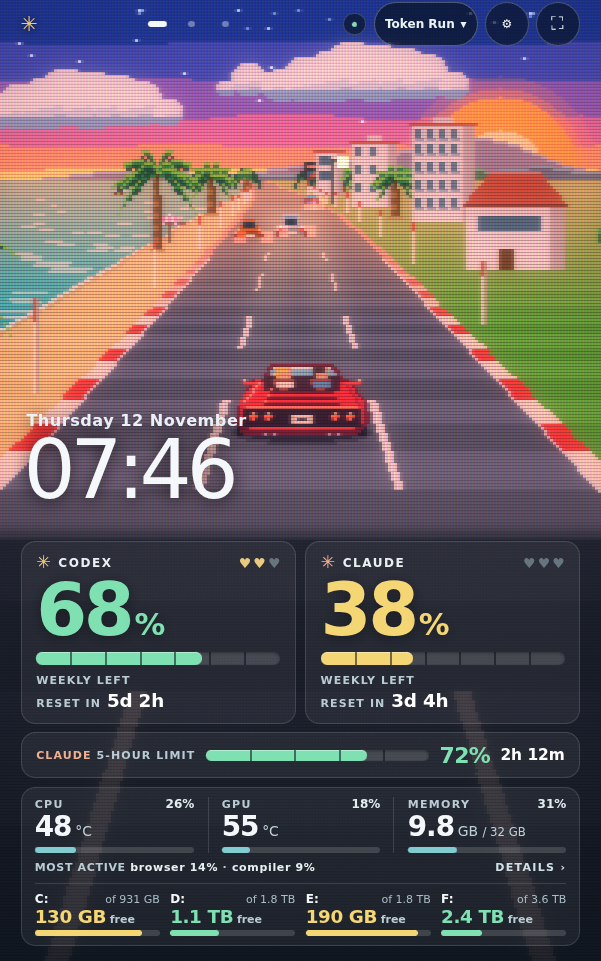 Token Run ▾
Thursday 12 November
07:46
CODEX
68%
WEEKLY LEFT
RESET IN 5d 2h
CLAUDE
38%
WEEKLY LEFT
RESET IN 3d 4h
CLAUDE 5-HOUR LIMIT 72% 2h 12m
CPU 26%
48 °C
GPU 18%
55 °C
MEMORY 31%
9.8 GB / 32 GB
MOST ACTIVE browser 14% · compiler 9% DETAILS ›
C: of 931 GB
130 GB free
D: of 1.8 TB
1.1 TB free
E: of 1.8 TB
190 GB free
F: of 3.6 TB
2.4 TB free